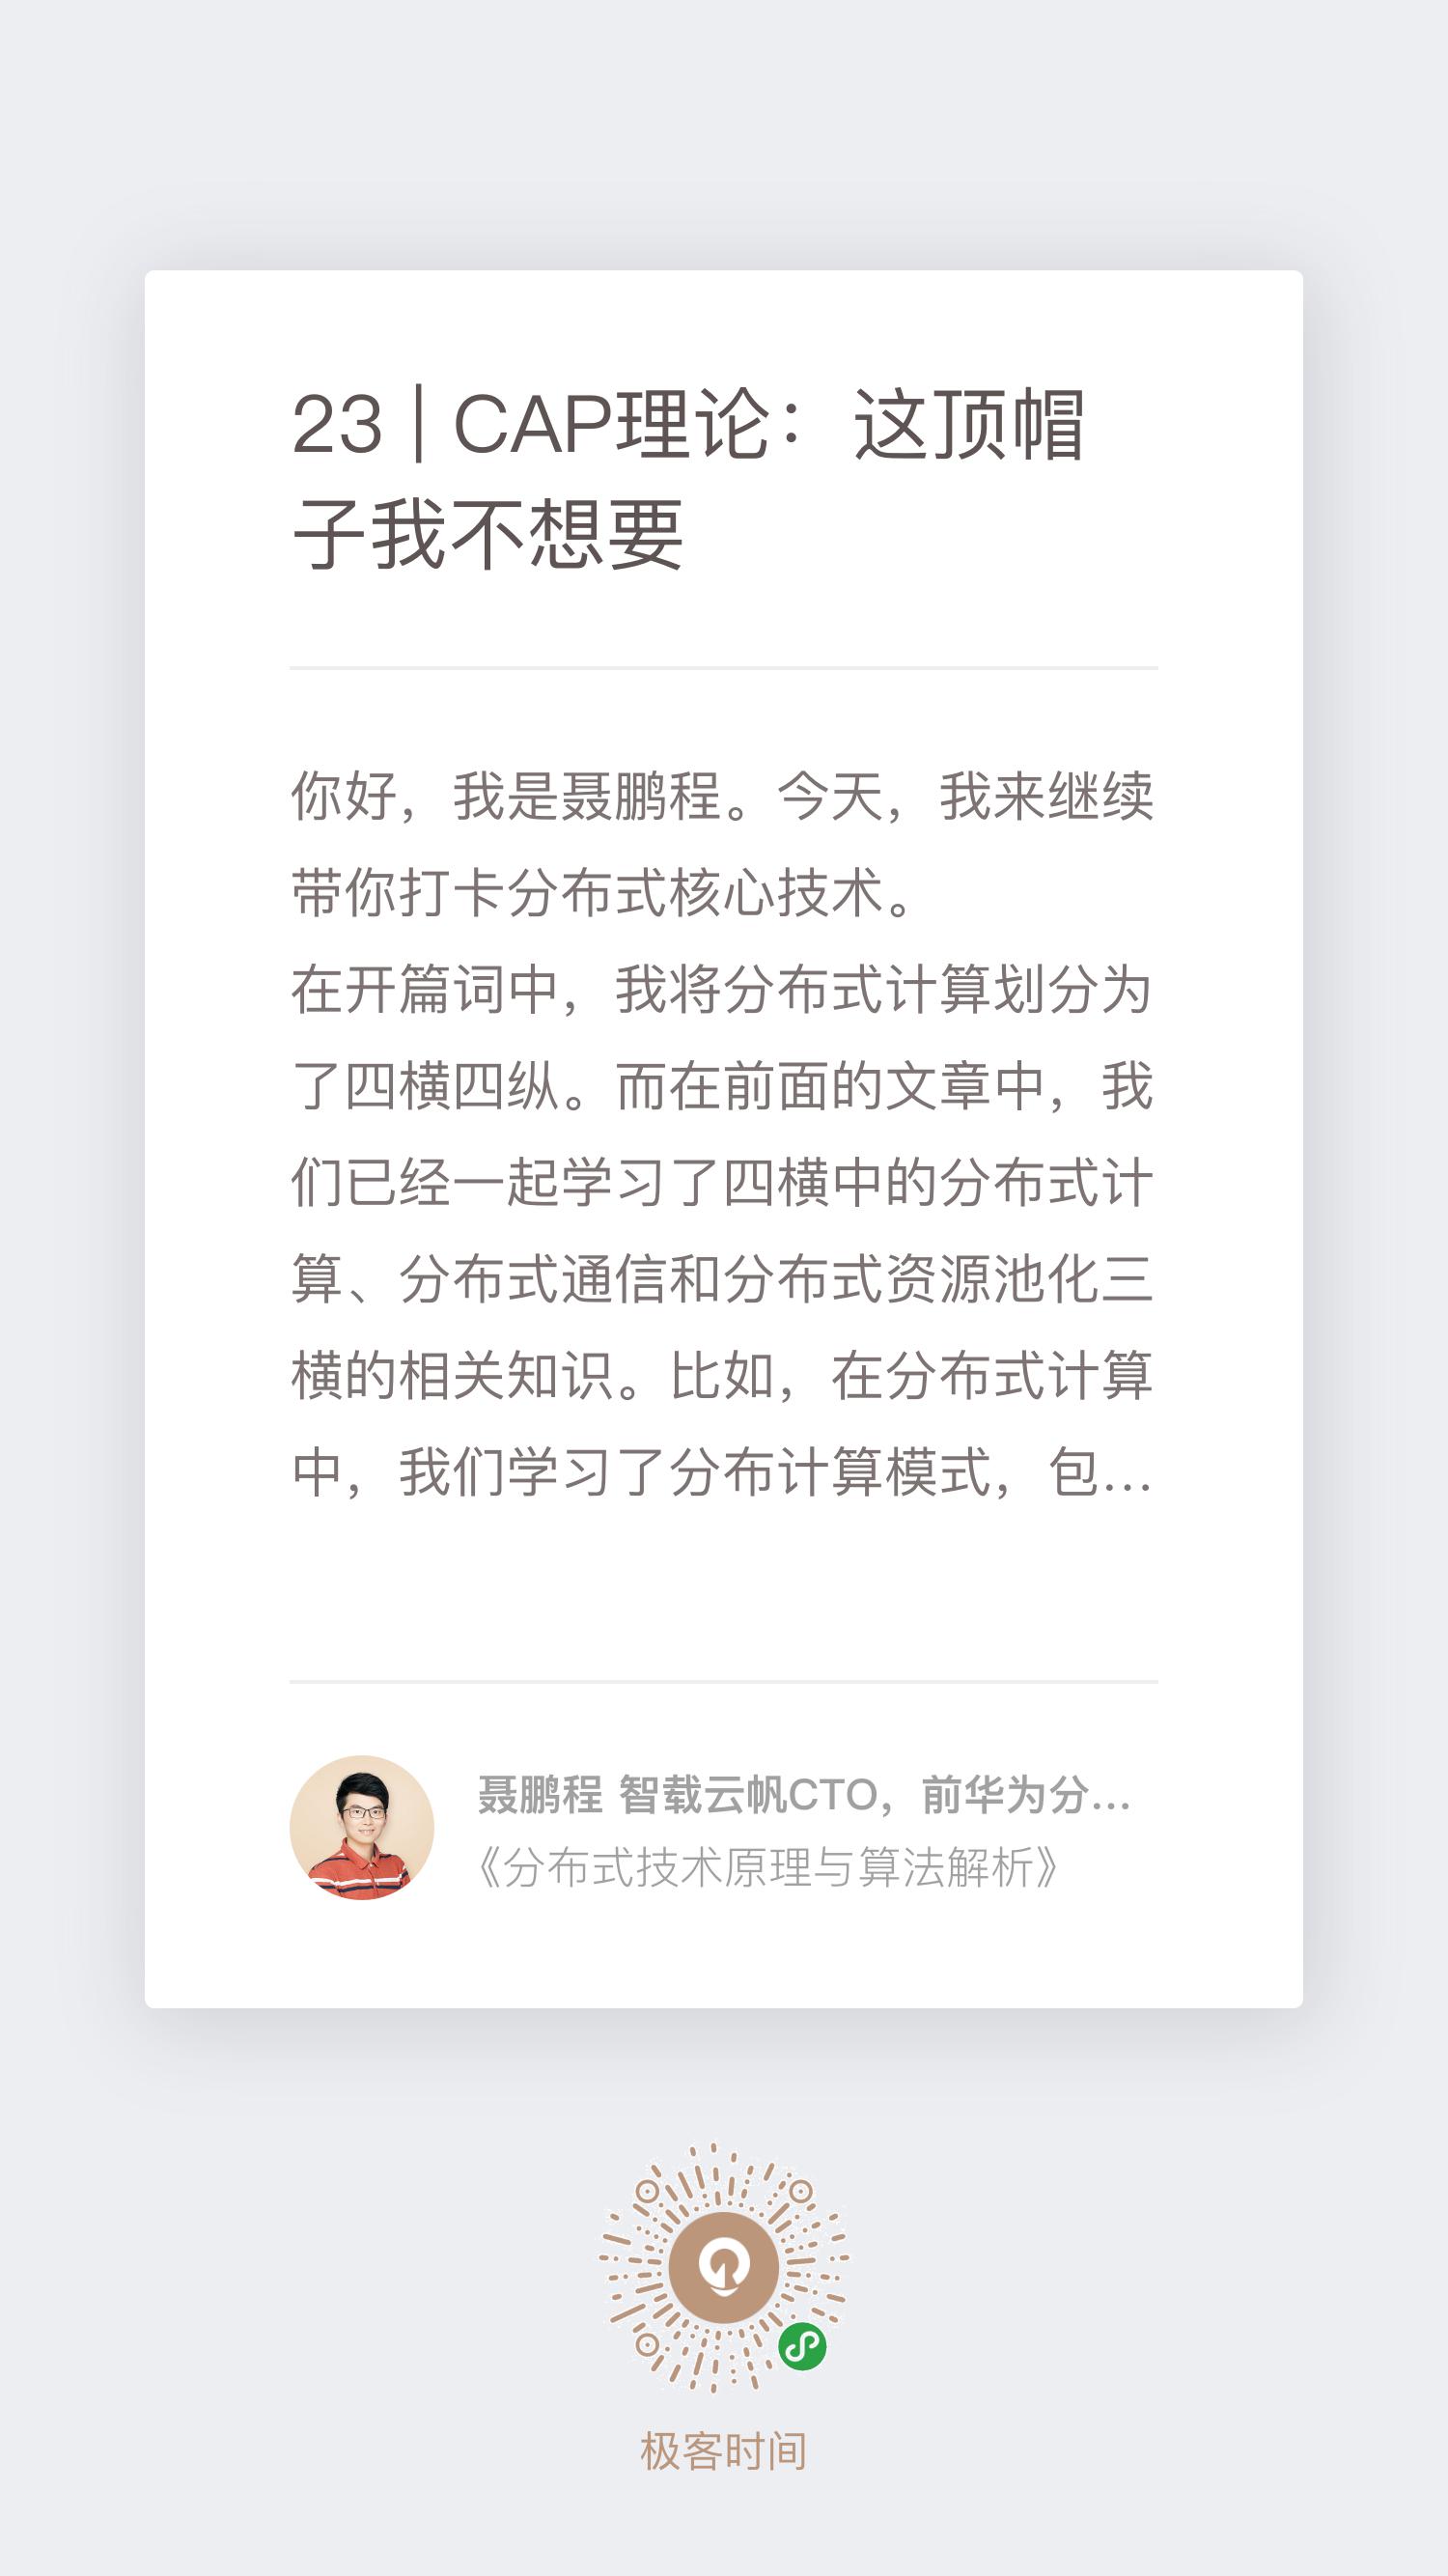 23 | CAP理论：这顶帽
子我不想要
你好，我是聂鹏程。今天，我来继续
带你打卡分布式核心技术。
在开篇词中，我将分布式计算划分为
了四横四纵。而在前面的文章中，我
们已经一起学习了四横中的分布式计
算、分布式通信和分布式资源池化三
横的相关知识。比如，在分布式计算
中，我们学习了分布计算模式，包...
聂鹏程 智载云帆CTO，前华为分...
《分布式技术原理与算法解析》
极客时间